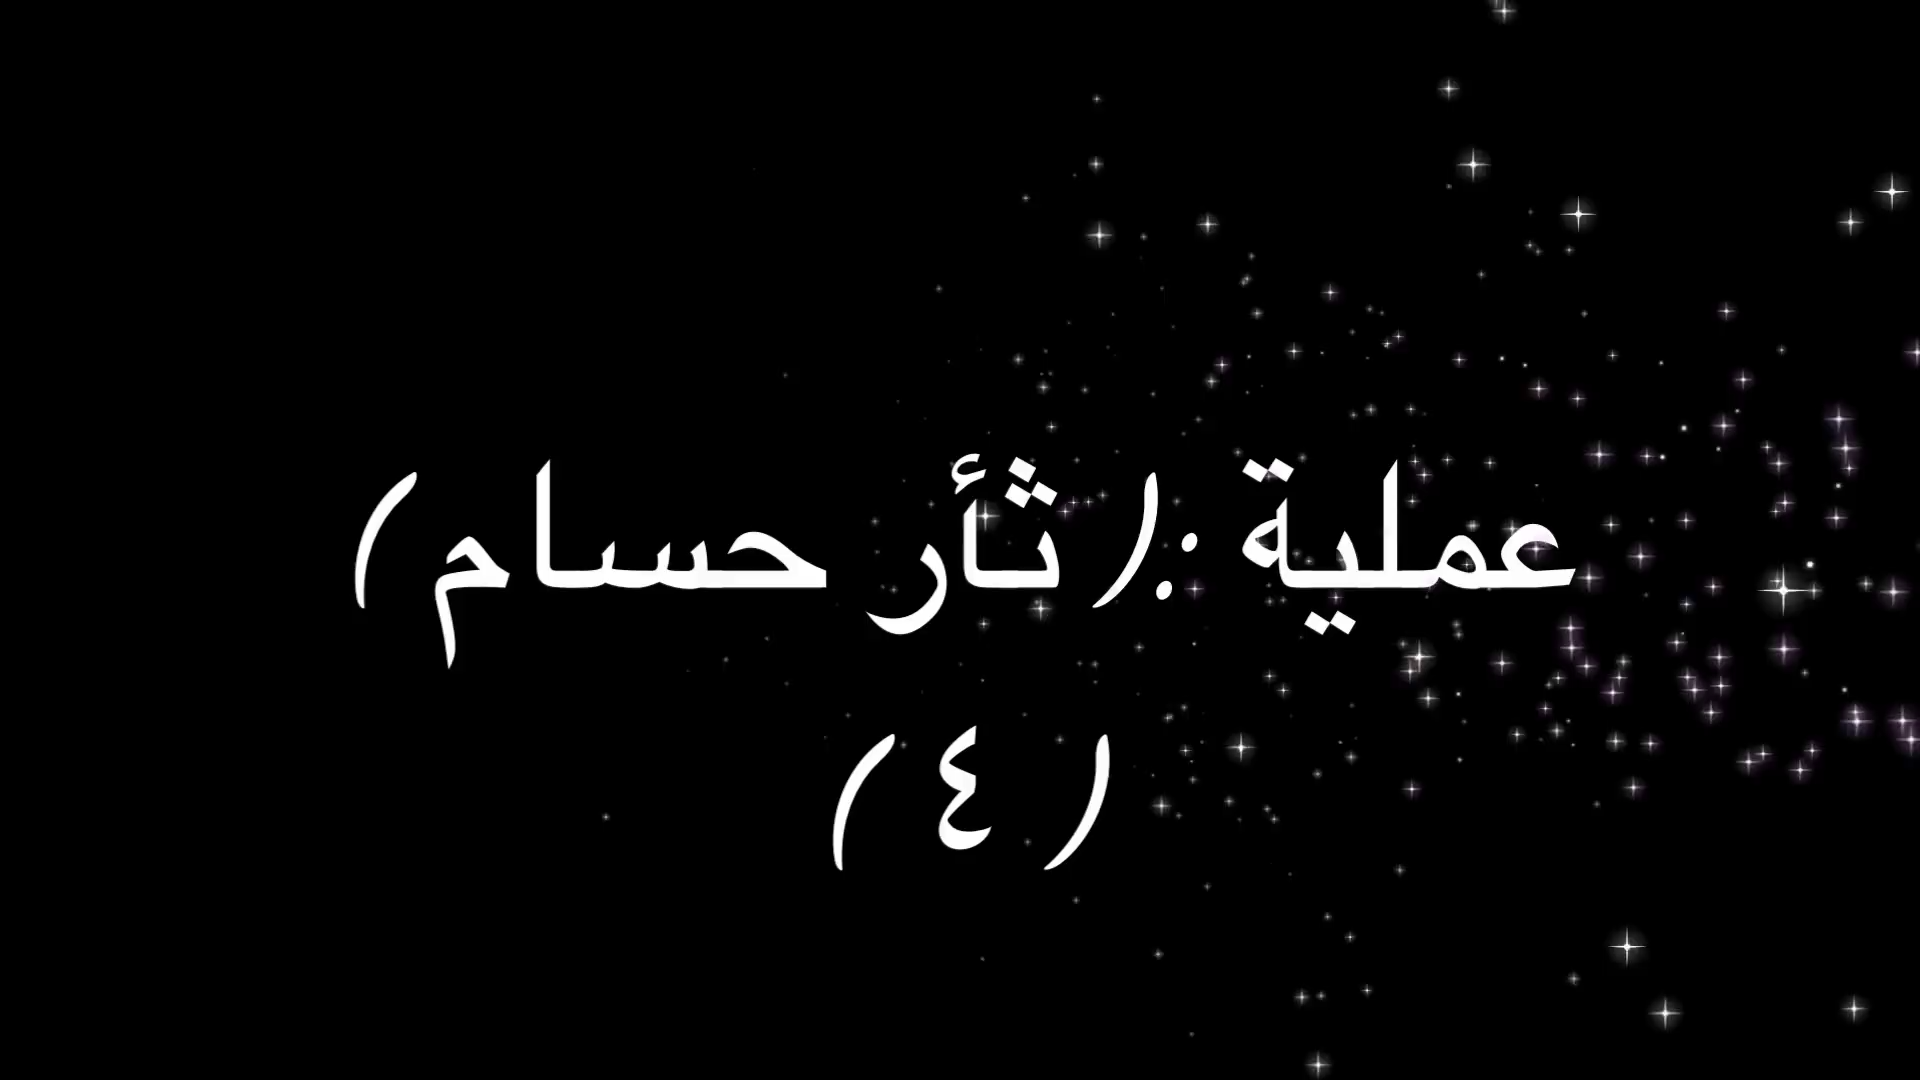 عملية :( ثأر حسام )
( ٤ )